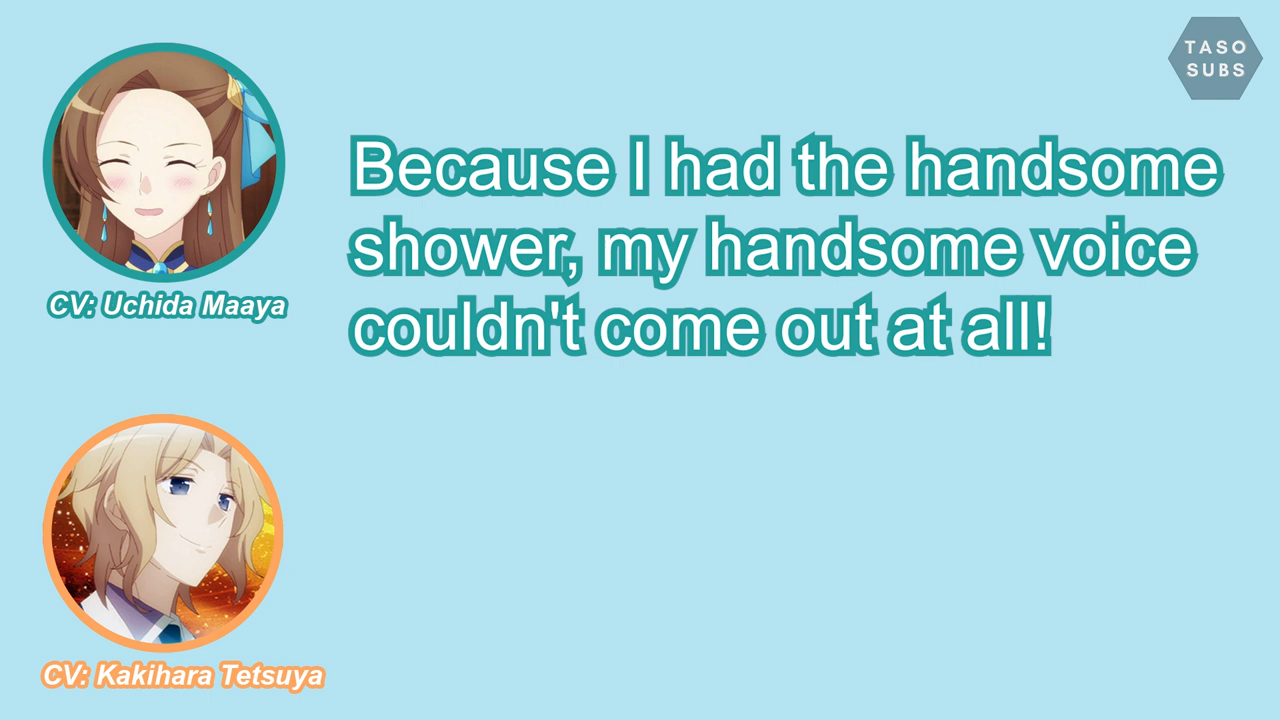 TASO
SUBS
Because I had the handsome
shower, my handsome voice
couldn't come out at all!
CV: Uchida Maaya
CV: Kakihara Tetsuya